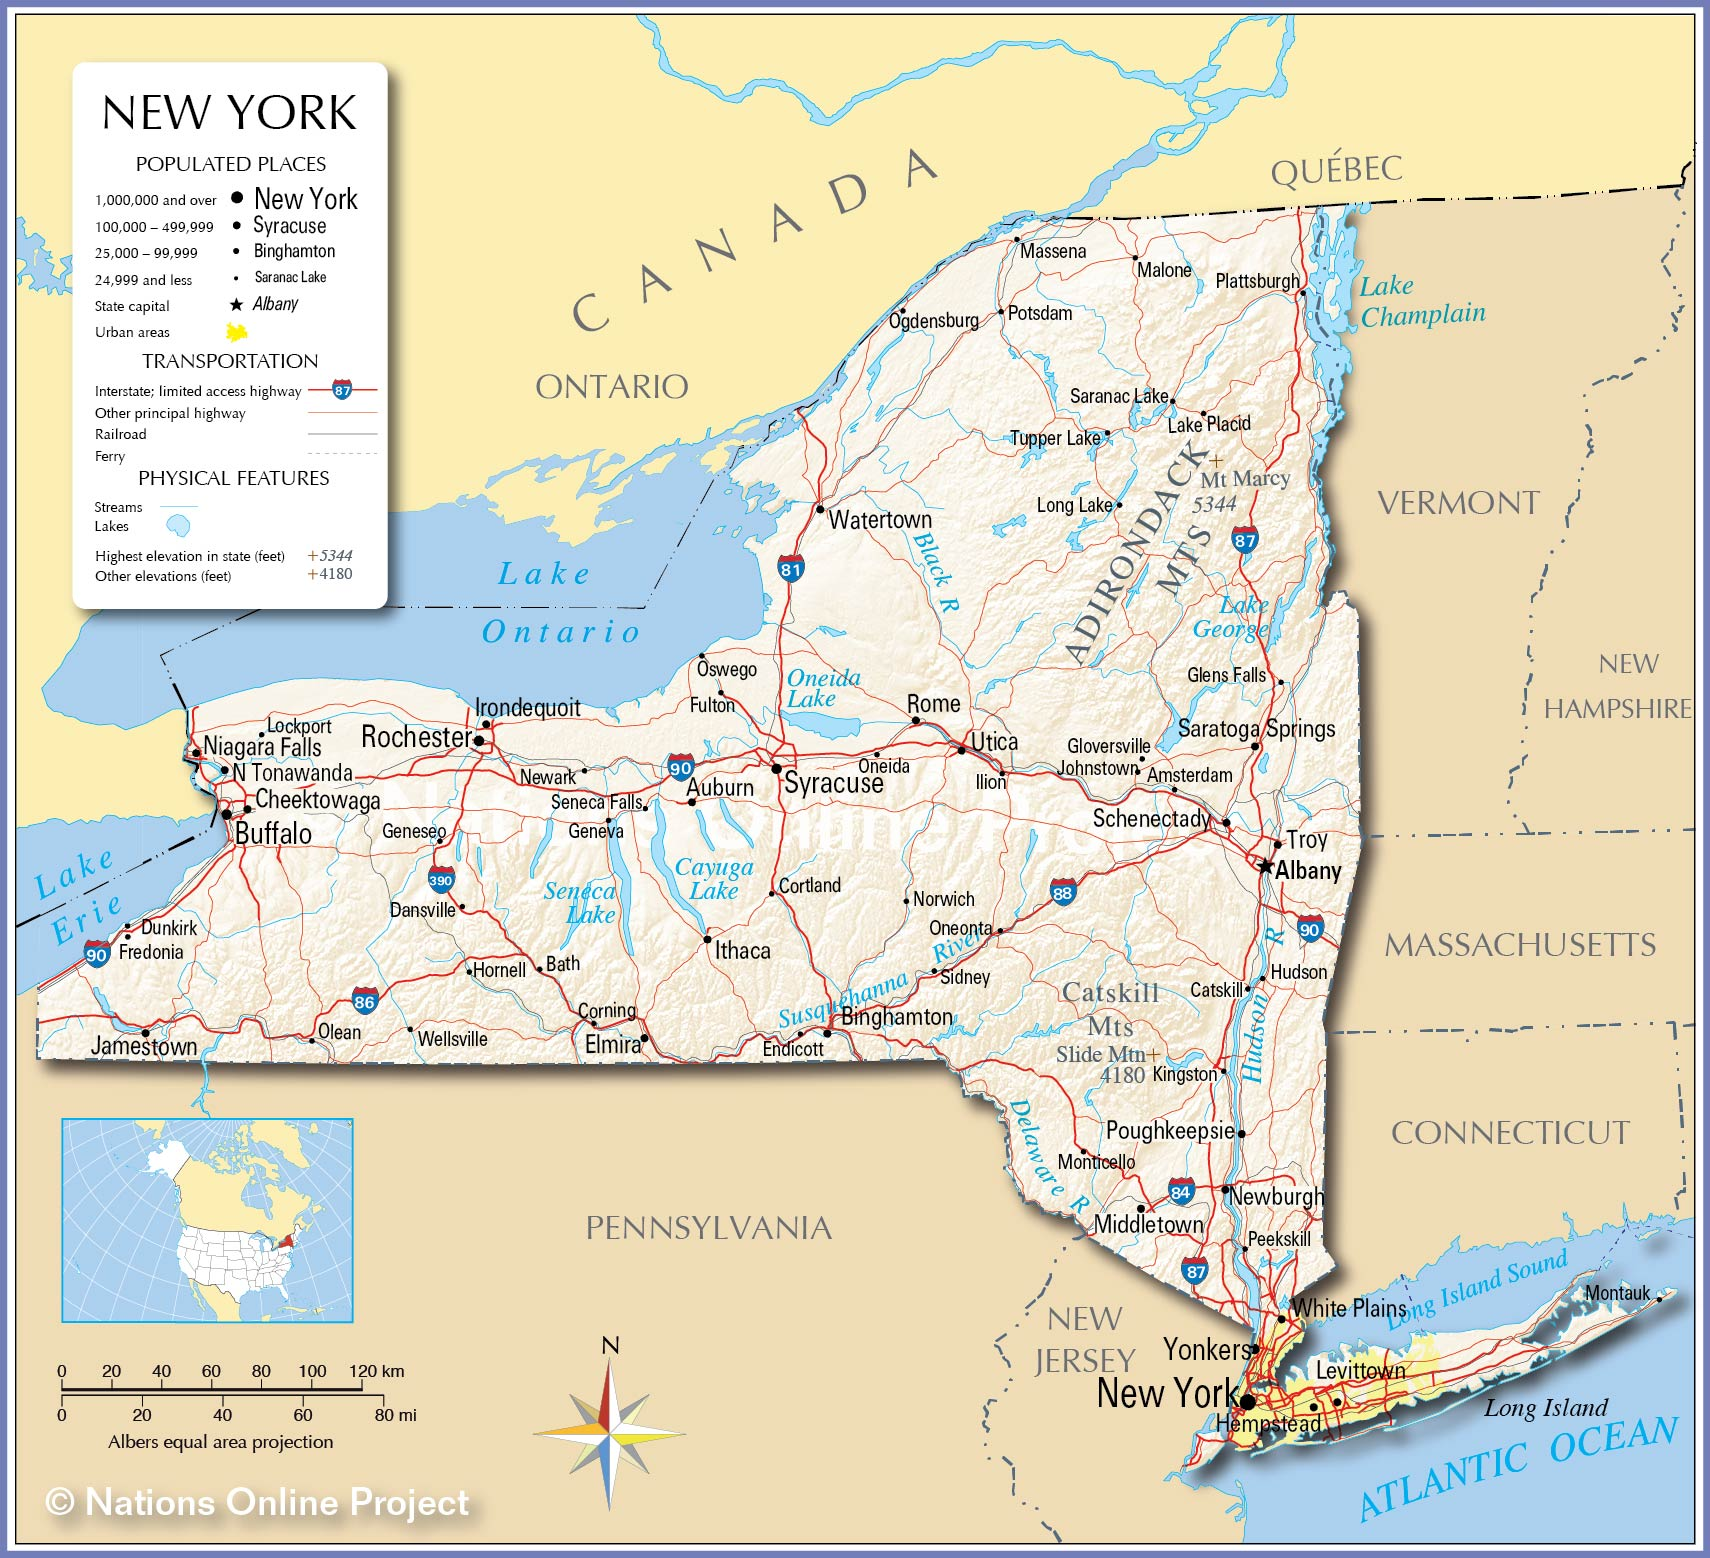 NEW YORK
POPULATED PLACES
1,000,000 and over New York
100,000 – 499,999 Syracuse
25,000 – 99,999 Binghamton
24,999 and less Saranac Lake
State capital Albany
Urban areas
TRANSPORTATION
Interstate; limited access highway 87
Other principal highway
Railroad
Ferry
PHYSICAL FEATURES
Streams
Lakes
Highest elevation in state (feet) +5344
Other elevations (feet) +4180
CANADA
QUÉBEC
ONTARIO
VERMONT
NEW
HAMPSHIRE
MASSACHUSETTS
CONNECTICUT
PENNSYLVANIA
NEW
JERSEY
Lake
Ontario
Lake
Erie
Lake
Champlain
Massena
Malone
Plattsburgh
Ogdensburg
Potsdam
Saranac Lake
Lake Placid
Tupper Lake
Mt Marcy
5344
Long Lake
ADIRONDACK
MTS
Watertown
Black R
87
81
Lake
George
Oswego
Fulton
Oneida
Lake
Glens Falls
Irondequoit
Rome
Lockport
Rochester
Saratoga Springs
Niagara Falls
Utica
Gloversville
N Tonawanda
Newark
90
Oneida
Ilion
Johnstown
Amsterdam
Syracuse
Auburn
Cheektowaga
Seneca Falls
Schenectady
Buffalo
Geneseo
Geneva
Troy
Albany
390
Cayuga
Lake
Seneca
Lake
Cortland
88
Norwich
Dansville
Dunkirk
Oneonta
90
90
Fredonia
Ithaca
Hornell
Bath
Susquehanna River
Sidney
Hudson
Hudson R
Catskill
Catskill
Mts
86
Corning
Binghamton
Jamestown
Olean
Wellsville
Elmira
Endicott
Slide Mtn
4180
Kingston
Delaware R
Poughkeepsie
Monticello
84
Newburgh
Middletown
Peekskill
87
Long Island Sound
Montauk
White Plains
Yonkers
Levittown
New York
Hempstead
Long Island
ATLANTIC OCEAN
N
0 20 40 60 80 100 120 km
0 20 40 60 80 mi
Albers equal area projection
© Nations Online Project